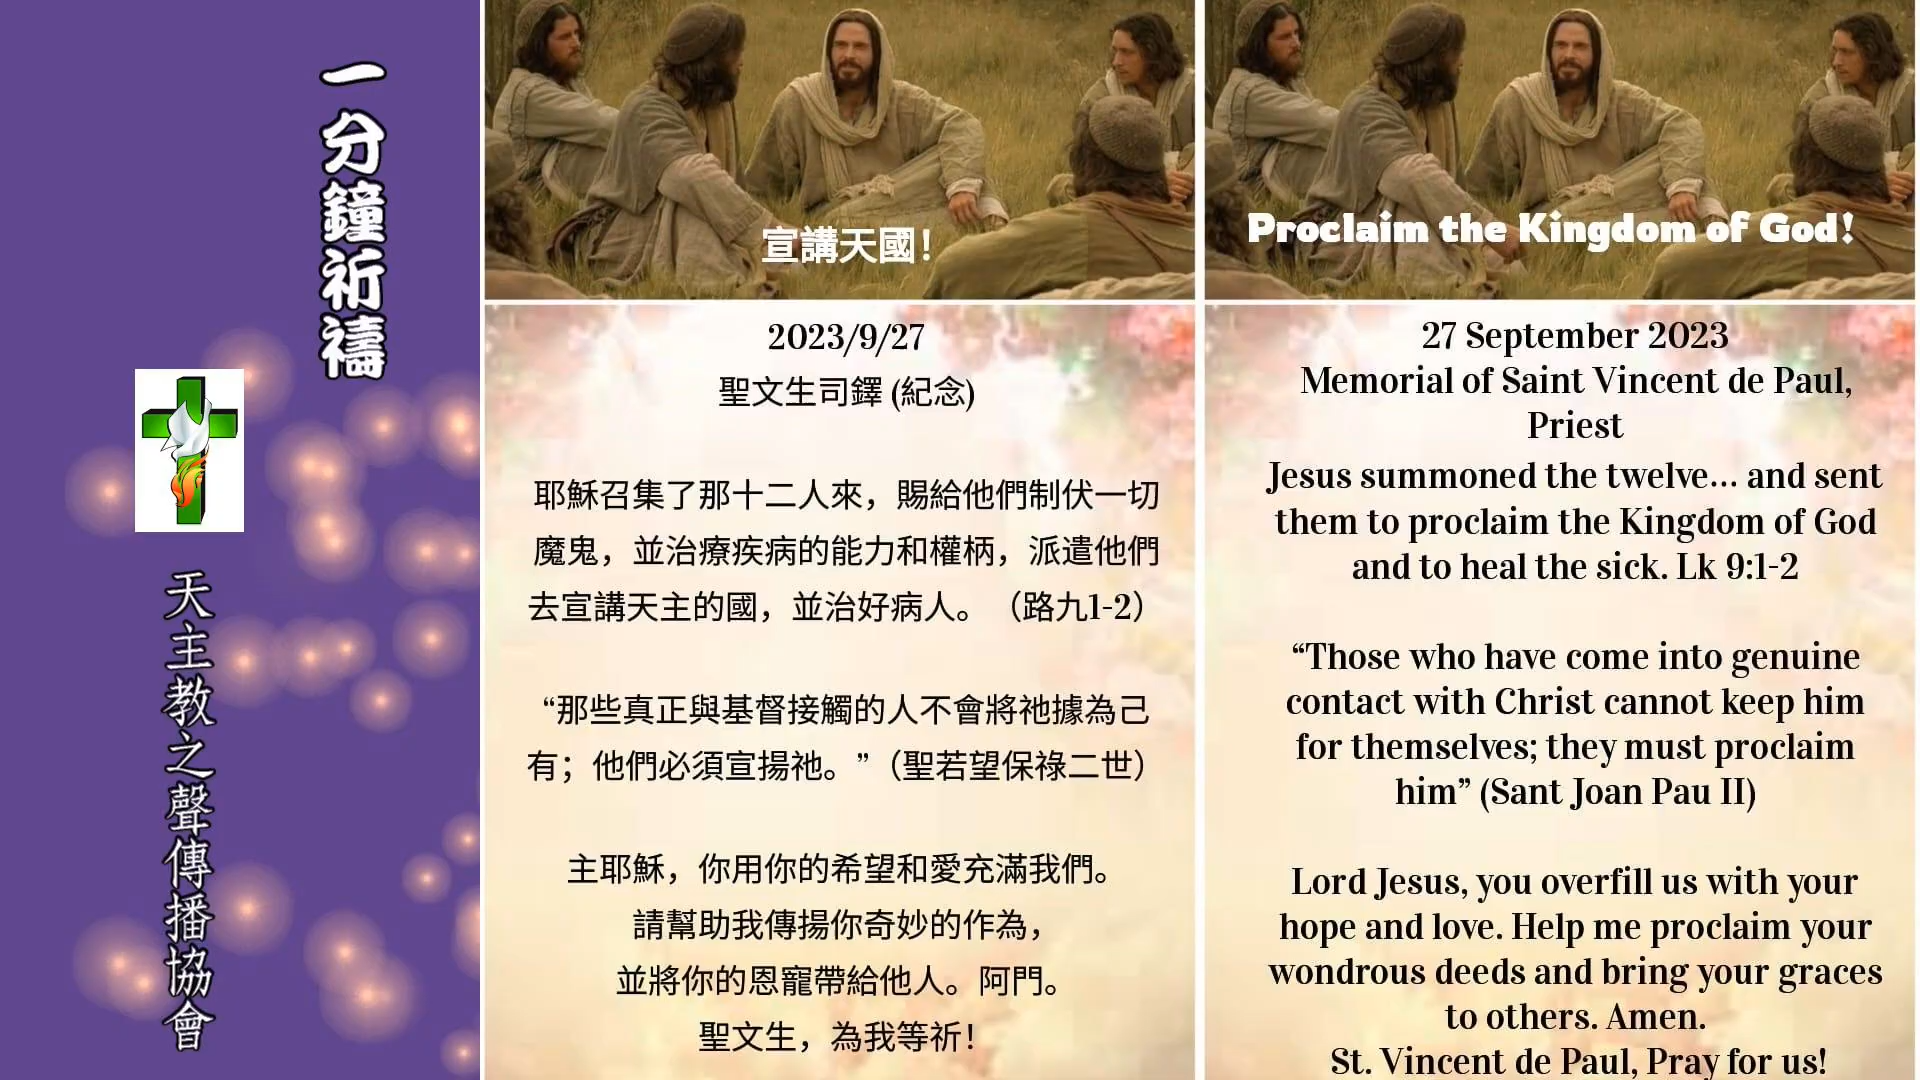 一分鐘祈禱
天主教之聲傳播協會
宣講天國！
2023/9/27
聖文生司鐸 (紀念)
耶穌召集了那十二人來，賜給他們制伏一切
魔鬼，並治療疾病的能力和權柄，派遣他們
去宣講天主的國，並治好病人。（路九1-2）
“那些真正與基督接觸的人不會將祂據為己
有；他們必須宣揚祂。”（聖若望保祿二世）
主耶穌，你用你的希望和愛充滿我們。
請幫助我傳揚你奇妙的作為，
並將你的恩寵帶給他人。阿門。
聖文生，為我等祈！
Proclaim the Kingdom of God!
27 September 2023
Memorial of Saint Vincent de Paul,
Priest
Jesus summoned the twelve… and sent
them to proclaim the Kingdom of God
and to heal the sick. Lk 9:1-2
“Those who have come into genuine
contact with Christ cannot keep him
for themselves; they must proclaim
him” (Sant Joan Pau II)
Lord Jesus, you overfill us with your
hope and love. Help me proclaim your
wondrous deeds and bring your graces
to others. Amen.
St. Vincent de Paul, Pray for us!